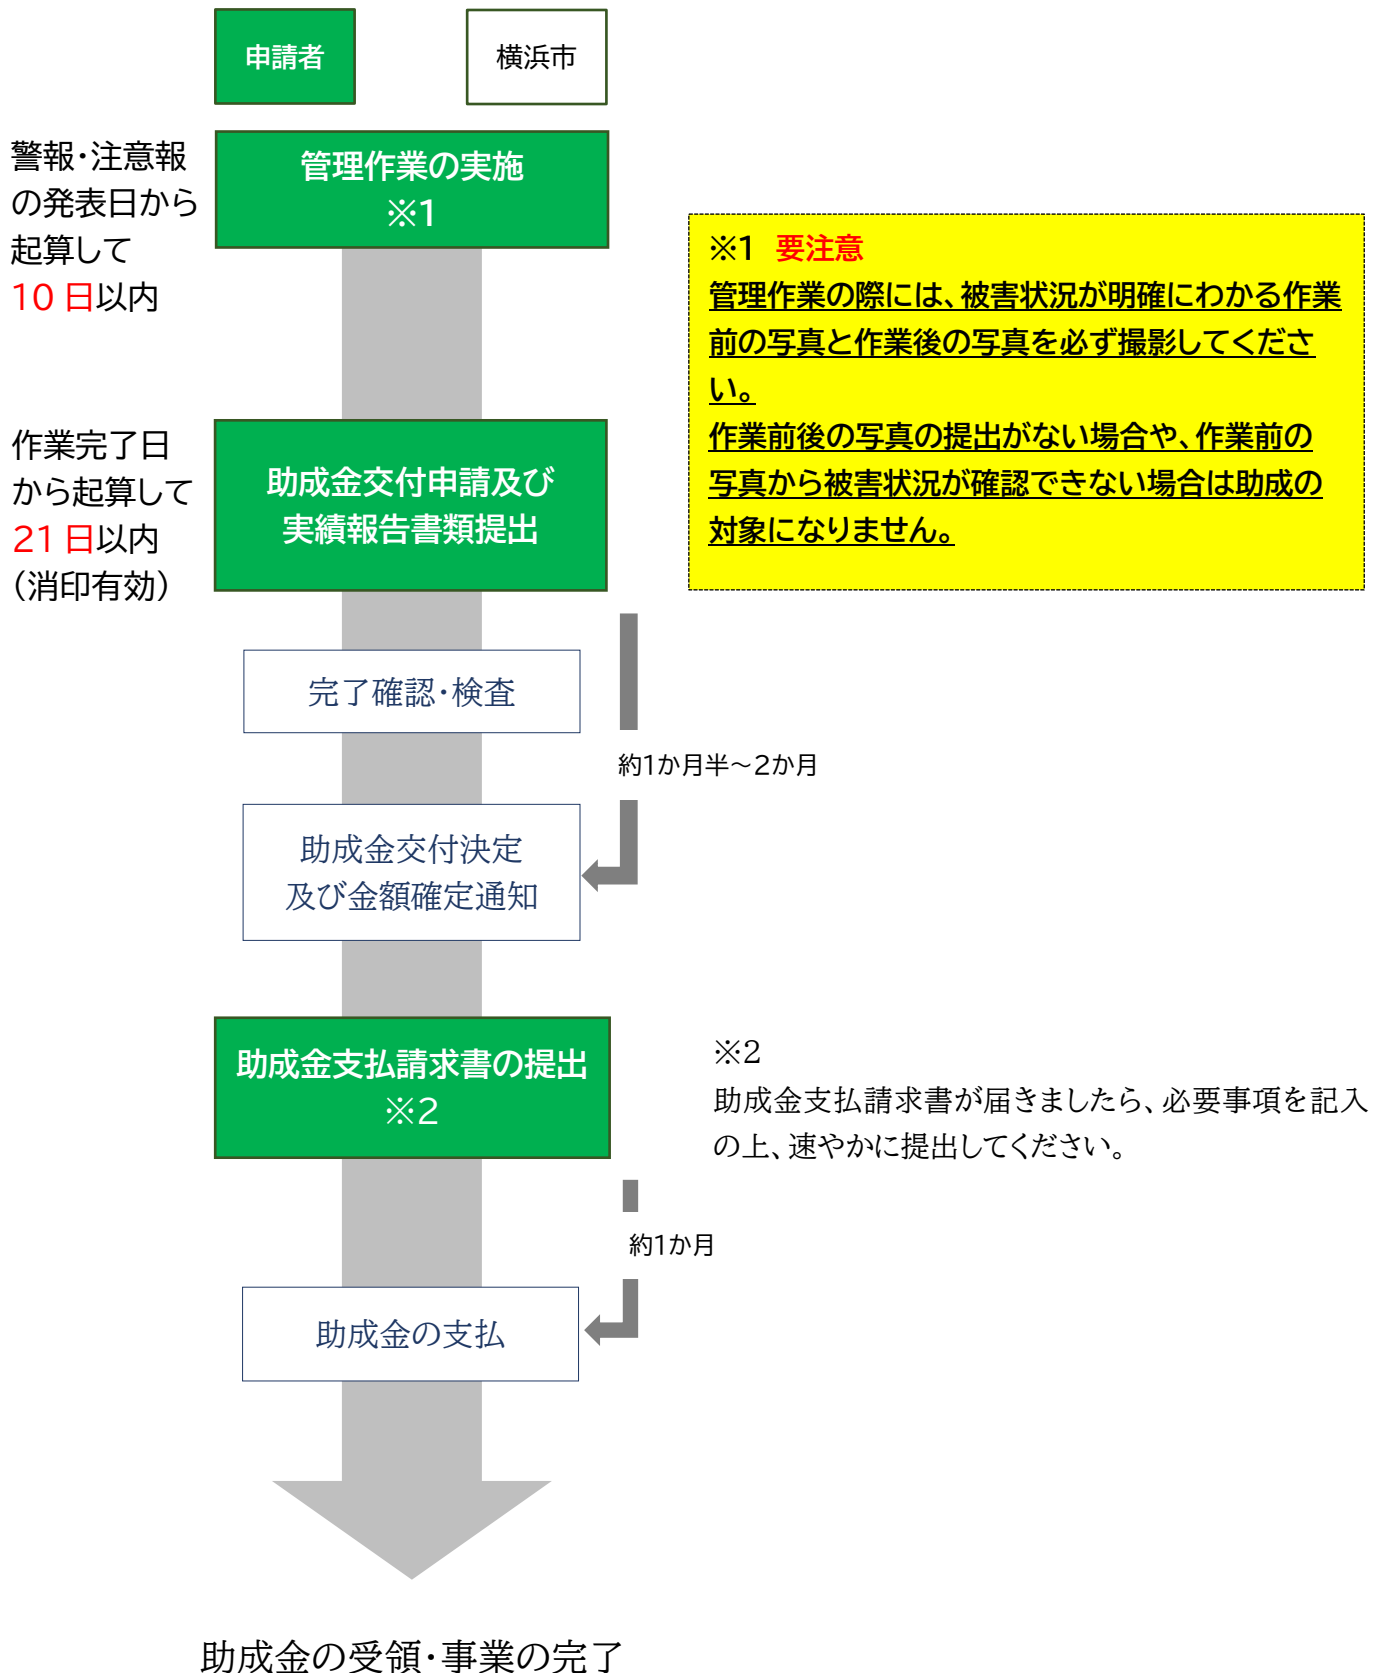 申請者
横浜市
警報・注意報
の発表日から
起算して
10日以内
管理作業の実施
※1
※1 要注意
管理作業の際には、被害状況が明確にわかる作業
前の写真と作業後の写真を必ず撮影してくださ
い。
作業前後の写真の提出がない場合や、作業前の
写真から被害状況が確認できない場合は助成の
対象になりません。
作業完了日
から起算して
21日以内
（消印有効）
助成金交付申請及び
実績報告書類提出
完了確認・検査
約1か月半～2か月
助成金交付決定
及び金額確定通知
助成金支払請求書の提出
※2
※2
助成金支払請求書が届きましたら、必要事項を記入
の上、速やかに提出してください。
約1か月
助成金の支払
助成金の受領・事業の完了